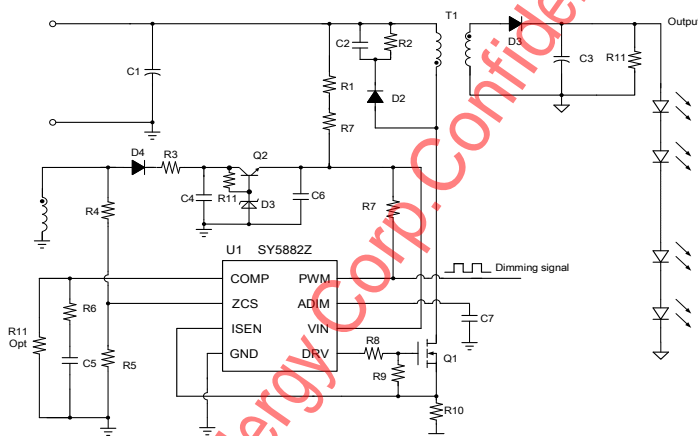 T1
Output
C2
R2
D3
C1
C3
R11
R1
D2
R7
D4
R3
Q2
R4
C4
R11
D3
C6
R7
U1 SY5882Z
COMP
PWM
Dimming signal
ZCS
ADIM
R6
ISEN
VIN
C7
R11
Opt
R8
GND
DRV
C5
R5
Q1
R9
R10
ergy Corp. Confide